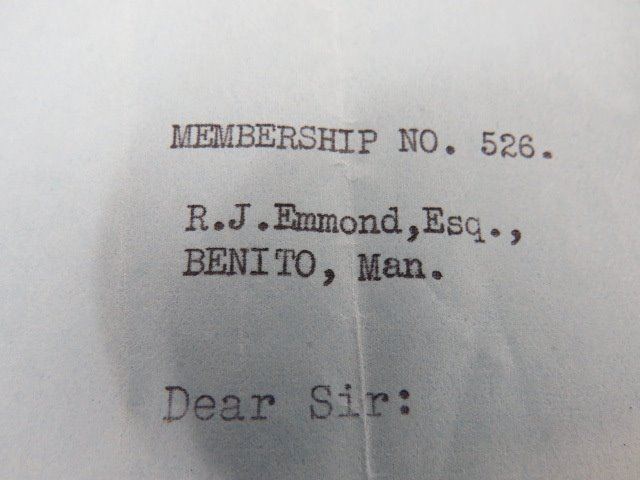 MEMBERSHIP NO. 526.
R.J.Emmond,Esq.,
BENITO, Man.
Dear Sir: